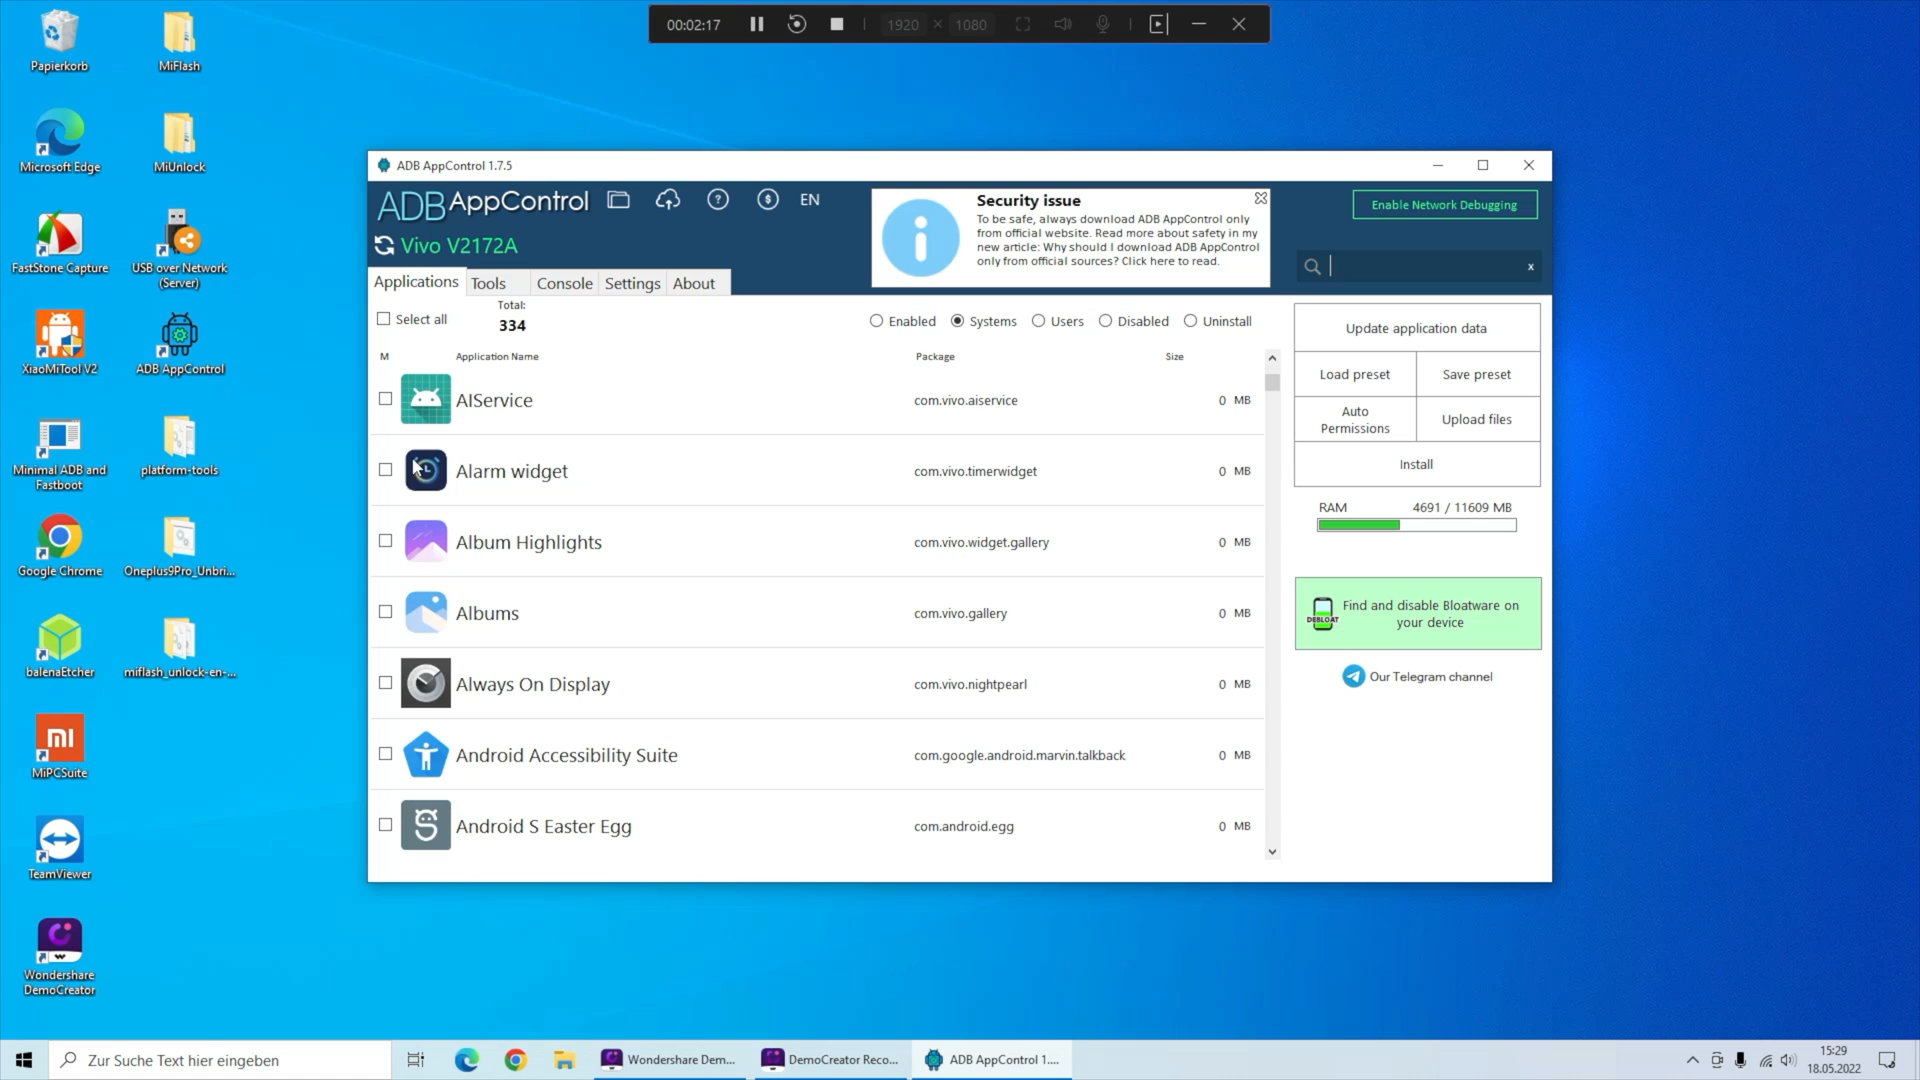 00:02:17
1920 × 1080
Papierkorb
MiFlash
Microsoft Edge
MiUnlock
FastStone Capture
USB over Network
(Server)
XiaoMiTool V2
ADB AppControl
Minimal ADB and
Fastboot
platform-tools
Google Chrome
Oneplus9Pro_Unbri...
balenaEtcher
miflash_unlock-en-...
MiPCSuite
TeamViewer
Wondershare
DemoCreator
ADB AppControl 1.7.5
ADB AppControl
EN
Vivo V2172A
Security issue
To be safe, always download ADB AppControl only
from official website. Read more about safety in my
new article: Why should I download ADB AppControl
only from official sources? Click here to read.
Enable Network Debugging
x
Applications
Tools
Console
Settings
About
Select all
Total:
334
Enabled
Systems
Users
Disabled
Uninstall
M
Application Name
Package
Size
AIService com.vivo.aiservice 0 MB
Alarm widget com.vivo.timerwidget 0 MB
Album Highlights com.vivo.widget.gallery 0 MB
Albums com.vivo.gallery 0 MB
Always On Display com.vivo.nightpearl 0 MB
Android Accessibility Suite com.google.android.marvin.talkback 0 MB
Android S Easter Egg com.android.egg 0 MB
Update application data
Load preset
Save preset
Auto
Permissions
Upload files
Install
RAM 4691 / 11609 MB
DEBLOAT
Find and disable Bloatware on
your device
Our Telegram channel
Zur Suche Text hier eingeben
Wondershare Dem...
DemoCreator Reco...
ADB AppControl 1....
15:29
18.05.2022